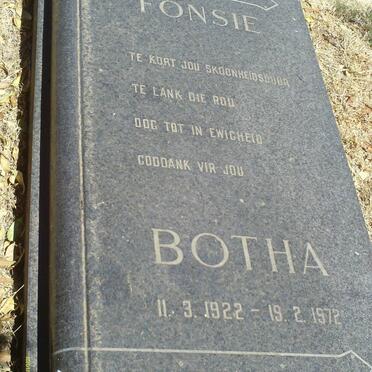 FONSIE
TE KORT JOU SKOONHEIDSDUUR
TE LANK DIE ROU
DOG TOT IN EWIGHEID
GODDANK VIR JOU
BOTHA
11. 3. 1922 - 19. 2. 1972